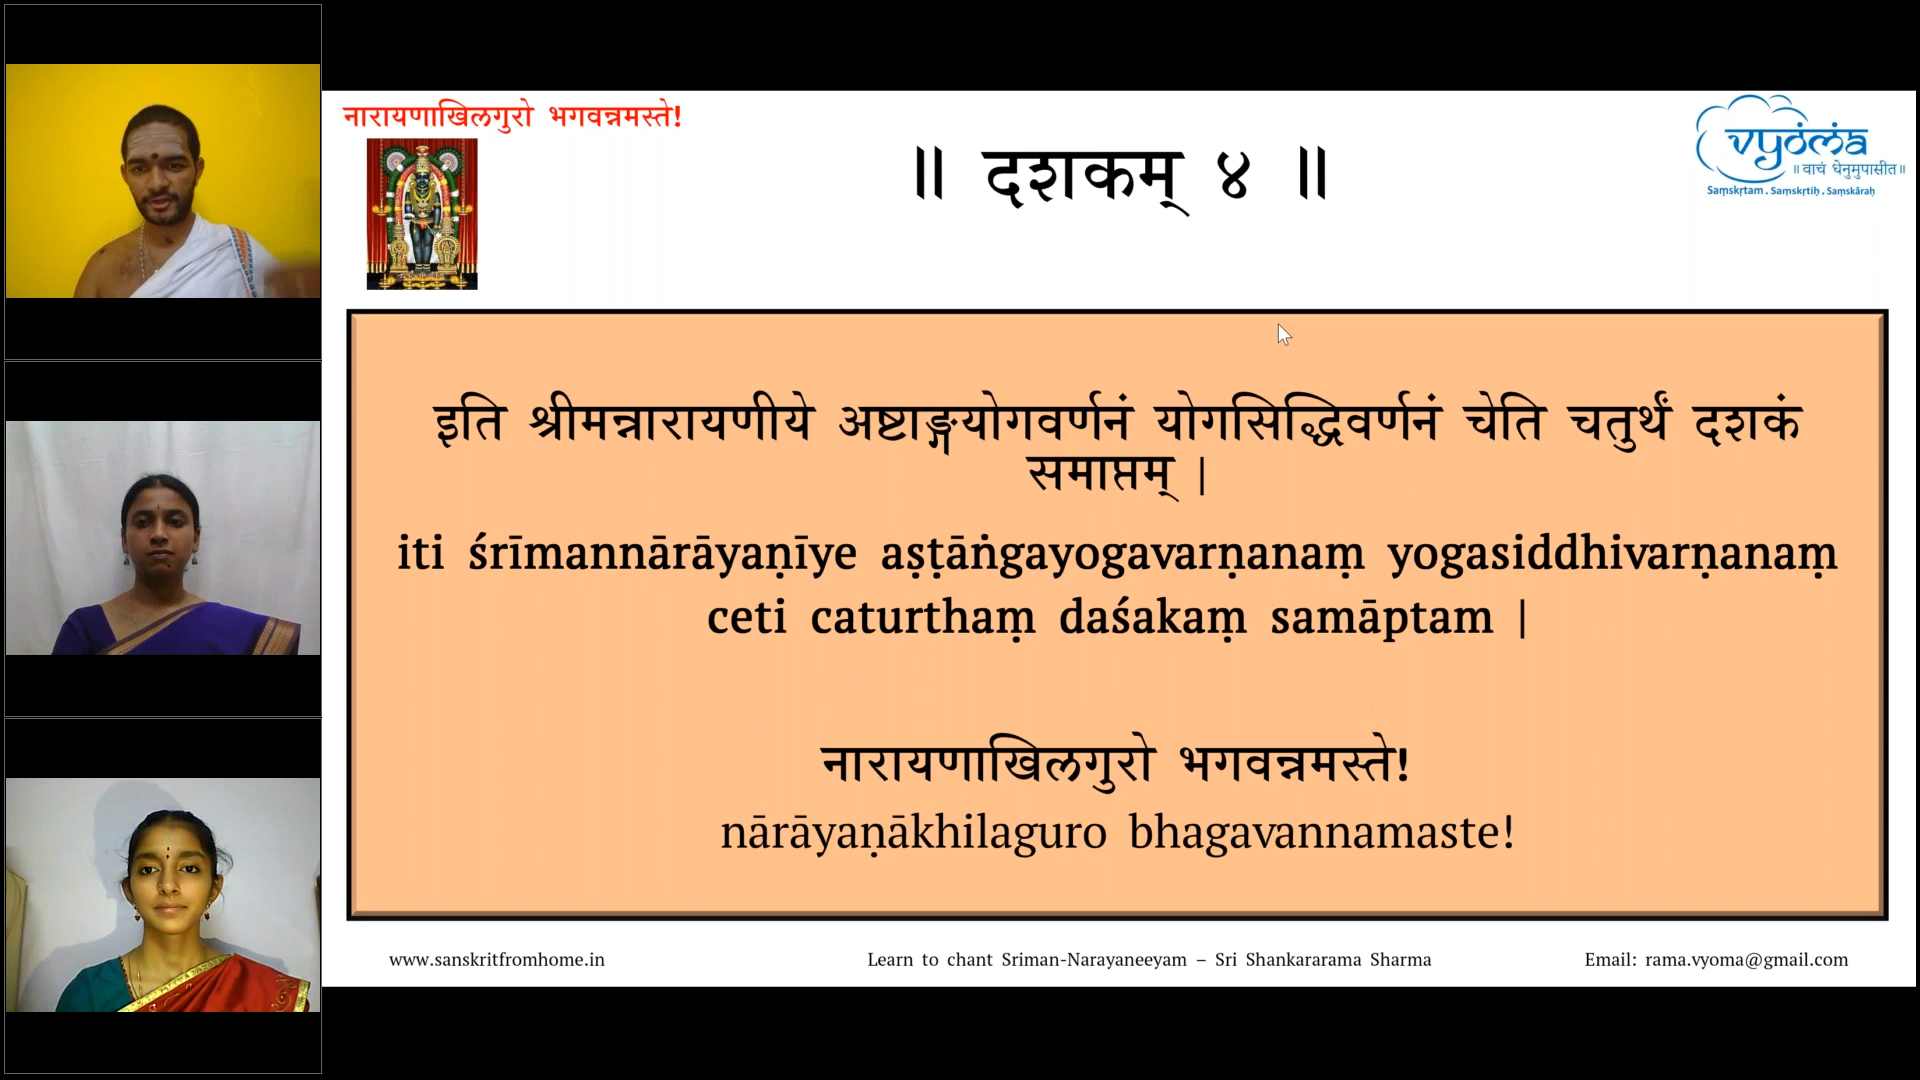 नारायणाखिलगुरो भगवन्नमस्ते!
॥ दशकम् ४ ॥
vyoma
॥ वाचं धेनुमुपासीत॥
Saṃskṛtam . Saṃskṛtiḥ . Saṃskāraḥ
इति श्रीमन्नारायणीये अष्टाङ्गयोगवर्णनं योगसिद्धिवर्णनं चेति चतुर्थं दशकं
समाप्तम् |
iti śrīmannārāyaṇīye aṣṭāṅgayogavarṇanaṃ yogasiddhivarṇanaṃ
ceti caturthaṃ daśakaṃ samāptam |
नारायणाखिलगुरो भगवन्नमस्ते!
nārāyaṇākhilaguro bhagavannamaste!
www.sanskritfromhome.in
Learn to chant Sriman-Narayaneeyam – Sri Shankararama Sharma
Email: rama.vyoma@gmail.com